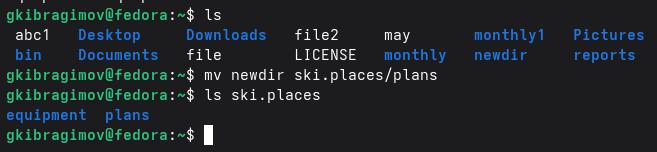 gkibragimov@fedora:~$ ls
abc1 Desktop Downloads file2 may monthly1 Pictures
bin Documents file LICENSE monthly newdir reports
gkibragimov@fedora:~$ mv newdir ski.places/plans
gkibragimov@fedora:~$ ls ski.places
equipment plans
gkibragimov@fedora:~$